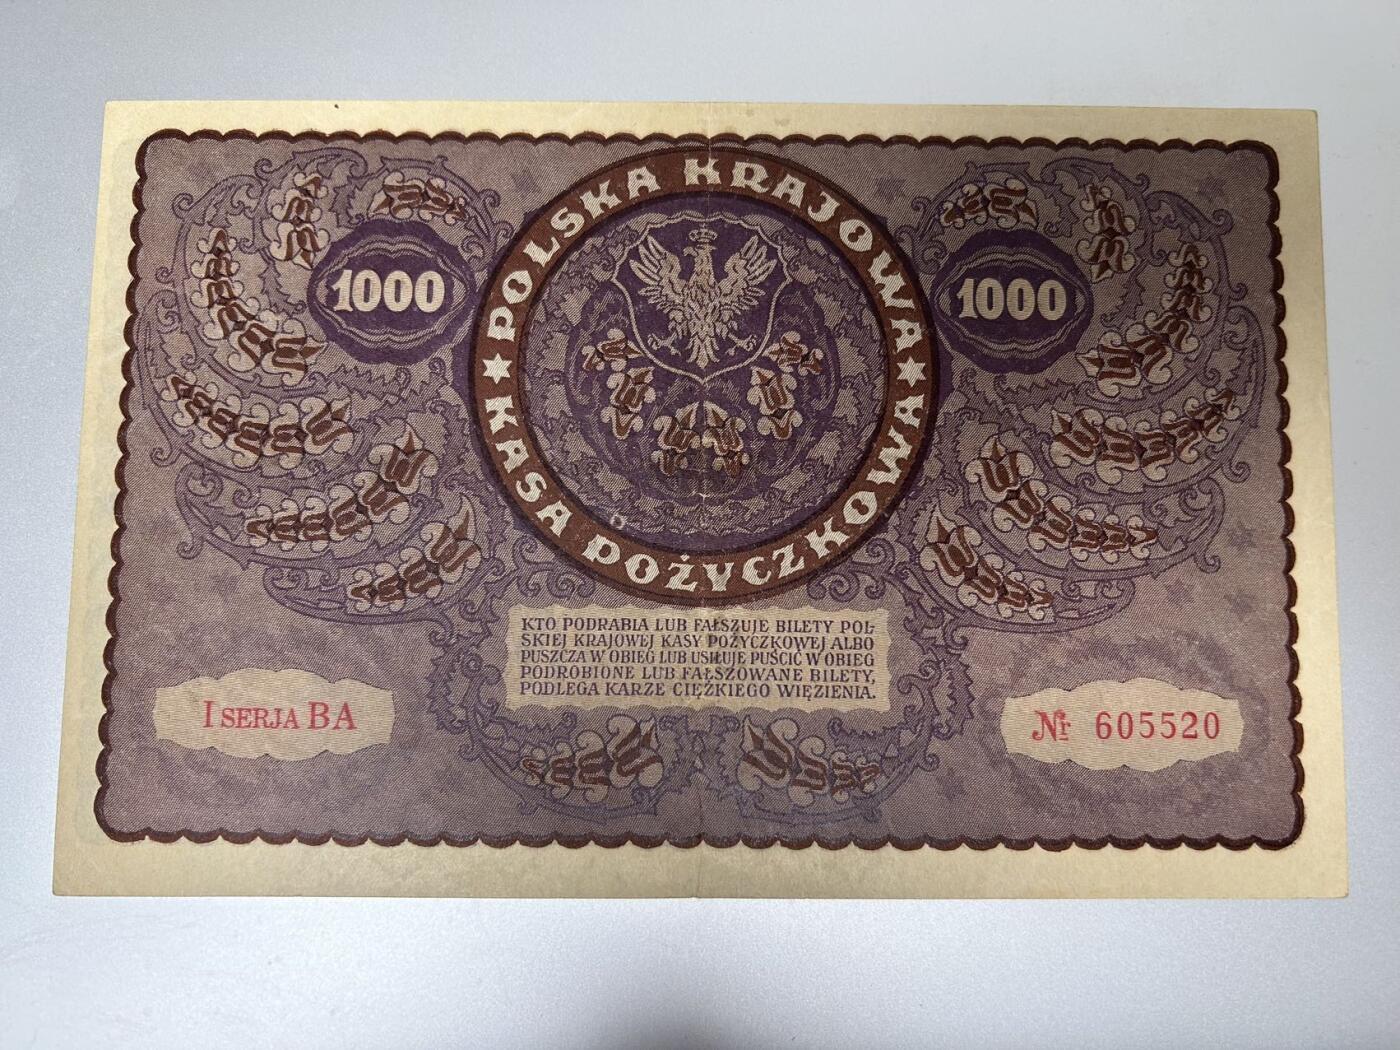 POLSKA KRAJOWA
KASA POŻYCZKOWA
1000
1000
KTO PODRABIA LUB FAŁSZUJE BILETY POL-
SKIEJ KRAJOWEJ KASY POŻYCZKOWEJ ALBO
PUSZCZA W OBIEG LUB USIŁUJE PUŚCIĆ W OBIEG
PODROBIONE LUB FAŁSZOWANE BILETY,
PODLEGA KARZE CIĘŻKIEGO WIĘZIENIA.
I SERJA BA
Nr 605520